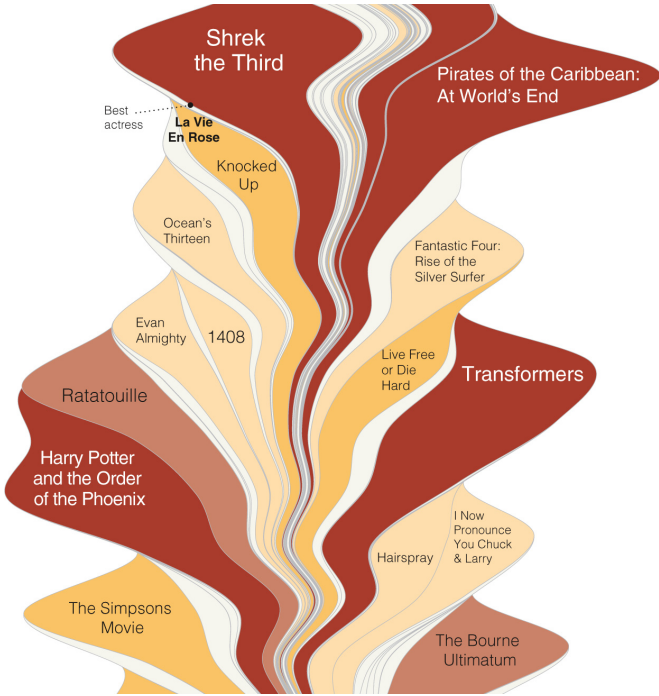 Shrek
the Third
Pirates of the Caribbean:
At World's End
Best
actress
La Vie
En Rose
Knocked
Up
Ocean's
Thirteen
Fantastic Four:
Rise of the
Silver Surfer
Evan
Almighty
1408
Live Free
or Die
Hard
Transformers
Ratatouille
Harry Potter
and the Order
of the Phoenix
I Now
Pronounce
You Chuck
& Larry
Hairspray
The Simpsons
Movie
The Bourne
Ultimatum